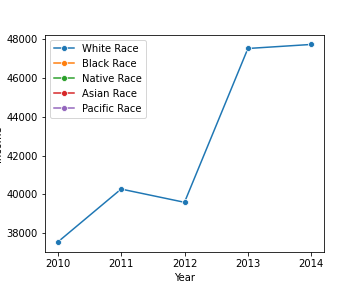 48000
46000
44000
42000
40000
38000
White Race
Black Race
Native Race
Asian Race
Pacific Race
2010 2011 2012 2013 2014
Year